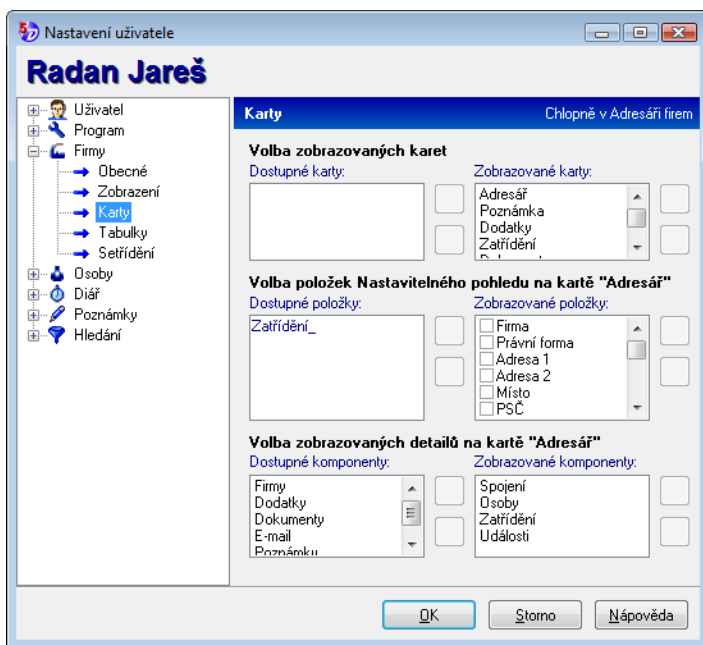 Nastavení uživatele
Radan Jareš
Uživatel
Program
Firmy
Obecné
Zobrazení
Karty
Tabulky
Setřídění
Osoby
Diář
Poznámky
Hledání
Karty
Chlopně v Adresáři firem
Volba zobrazovaných karet
Dostupné karty:
Zobrazované karty:
Adresář
Poznámka
Dodatky
Zatřídění
Volba položek Nastavitelného pohledu na kartě "Adresář"
Dostupné položky:
Zobrazované položky:
Zatřídění_
Firma
Právní forma
Adresa 1
Adresa 2
Místo
PSČ
Volba zobrazovaných detailů na kartě "Adresář"
Dostupné komponenty:
Zobrazované komponenty:
Firmy
Dodatky
Dokumenty
E-mail
Poznámku
Spojení
Osoby
Zatřídění
Události
OK
Storno
Nápověda